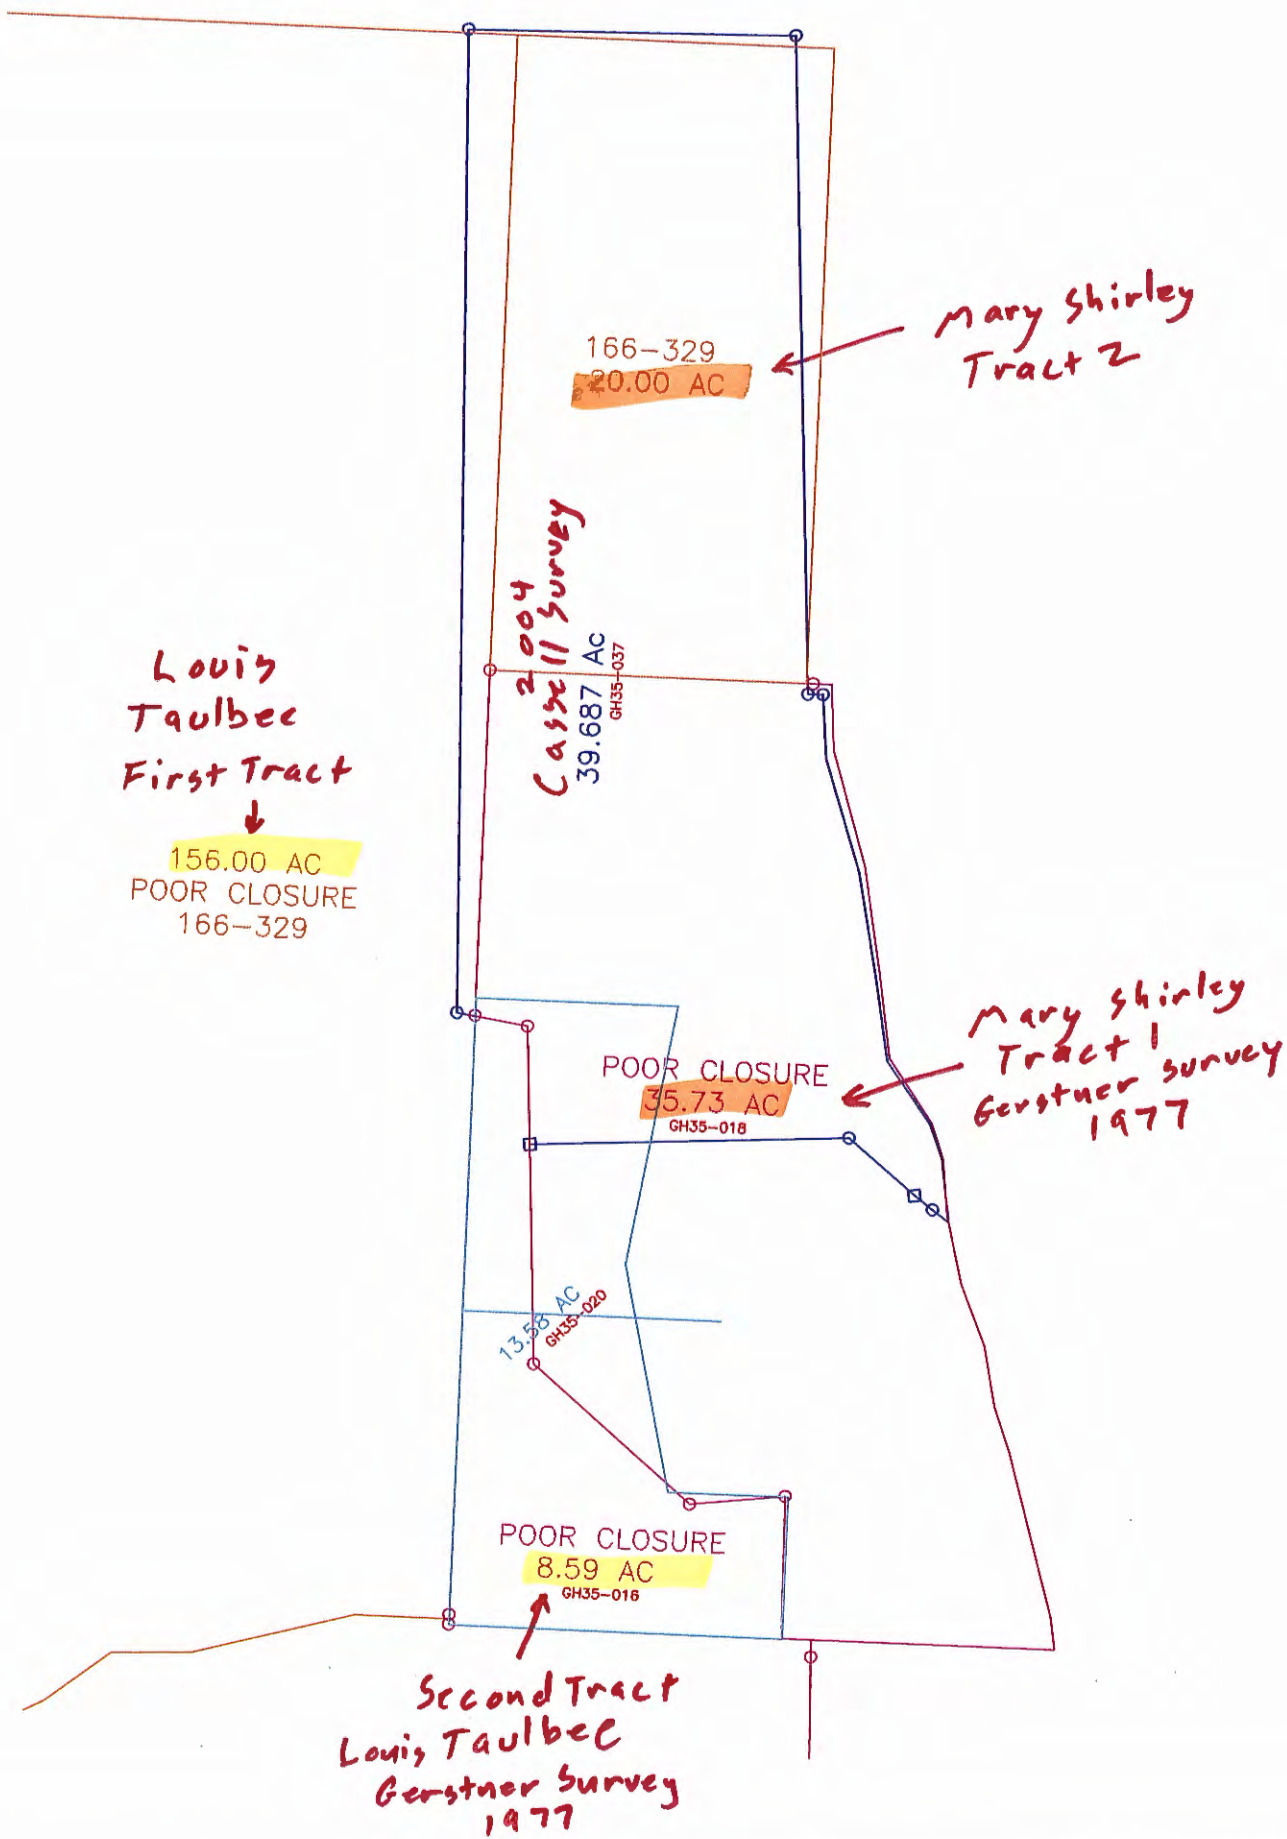 Mary Shirley
Tract 2
166-329
20.00 AC
2004
Cassell Survey
39.687 Ac
GH35-037
Louis
Taulbee
First Tract
156.00 AC
POOR CLOSURE
166-329
Mary Shirley
Tract 1
Gerstner Survey
1977
POOR CLOSURE
35.73 AC
GH35-018
13.58 AC
GH35-020
POOR CLOSURE
8.59 AC
GH35-016
Second Tract
Louis Taulbee
Gerstner Survey
1977